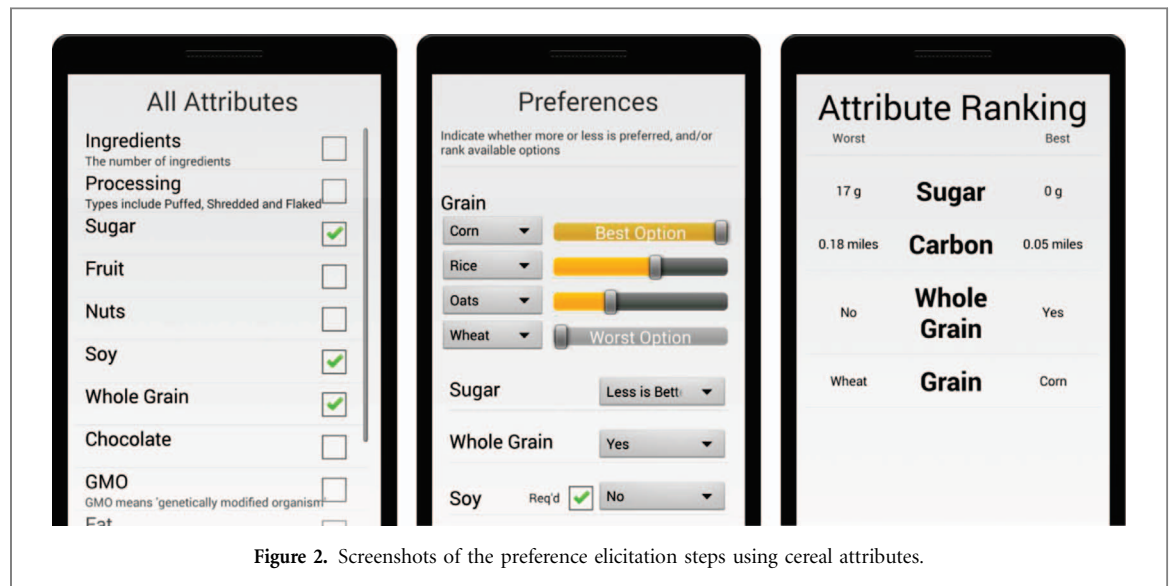 All Attributes
Ingredients
The number of ingredients
Processing
Types include Puffed, Shredded and Flaked
Sugar
Fruit
Nuts
Soy
Whole Grain
Chocolate
GMO
GMO means 'genetically modified organism'
Fat
Preferences
Indicate whether more or less is preferred, and/or
rank available options
Grain
Corn Best Option
Rice
Oats
Wheat Worst Option
Sugar Less is Bett
Whole Grain Yes
Soy Req'd No
Attribute Ranking
Worst Best
17 g Sugar 0 g
0.18 miles Carbon 0.05 miles
No Whole Grain Yes
Wheat Grain Corn
Figure 2. Screenshots of the preference elicitation steps using cereal attributes.